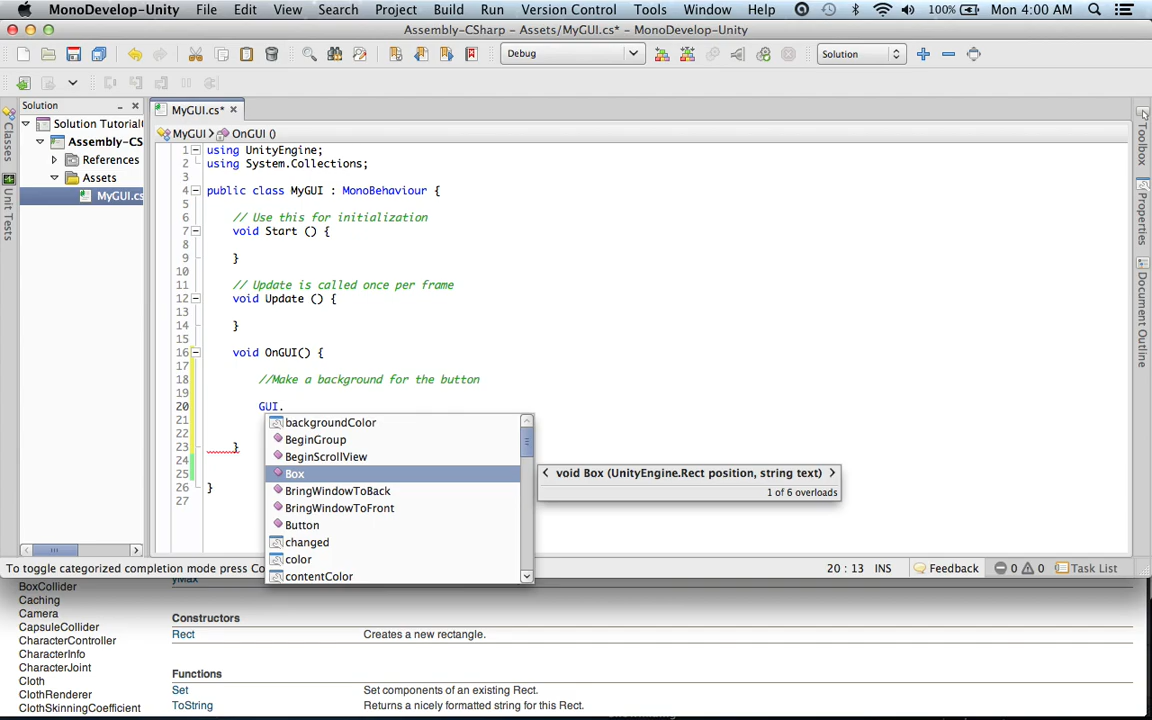 MonoDevelop-Unity File Edit View Search Project Build Run Version Control Tools Window Help 100% Mon 4:00 AM
Assembly-CSharp - Assets/MyGUI.cs* - MonoDevelop-Unity
Debug
Solution
Solution
MyGUI.cs*
Solution Tutorial
Assembly-CS
References
Assets
MyGUI.cs
Classes
Unit Tests
MyGUI OnGUI ()
1 using UnityEngine;
2 using System.Collections;
3
4 public class MyGUI : MonoBehaviour {
5
6 // Use this for initialization
7 void Start () {
8
9 }
10
11 // Update is called once per frame
12 void Update () {
13
14 }
15
16 void OnGUI() {
17
18 //Make a background for the button
19
20 GUI.
21
22
23 }
24
25
26 }
27
backgroundColor
BeginGroup
BeginScrollView
Box
BringWindowToBack
BringWindowToFront
Button
changed
color
contentColor
void Box (UnityEngine.Rect position, string text)
1 of 6 overloads
Toolbox
Properties
Document Outline
To toggle categorized completion mode press Co
20 : 13 INS Feedback 0 0 Task List
BoxCollider
Caching
Camera
CapsuleCollider
CharacterController
CharacterInfo
CharacterJoint
Cloth
ClothRenderer
ClothSkinningCoefficient
yMax
Constructors
Rect Creates a new rectangle.
Functions
Set Set components of an existing Rect.
ToString Returns a nicely formatted string for this Rect.